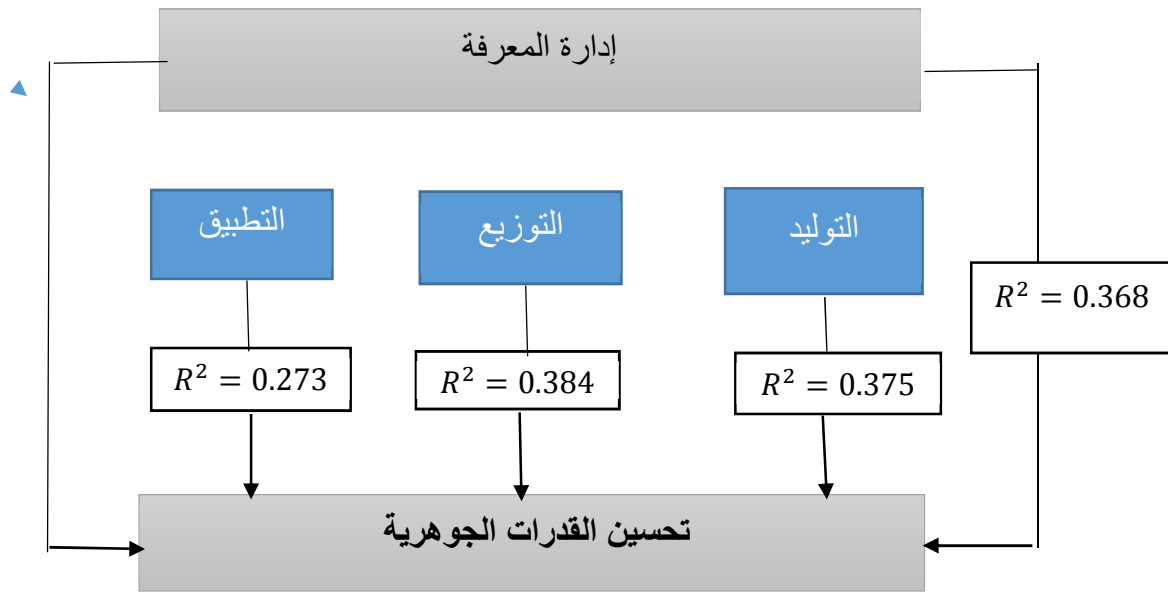 إدارة المعرفة
التوليد
التوزيع
التطبيق
R² = 0.368
R² = 0.375
R² = 0.384
R² = 0.273
تحسين القدرات الجوهرية